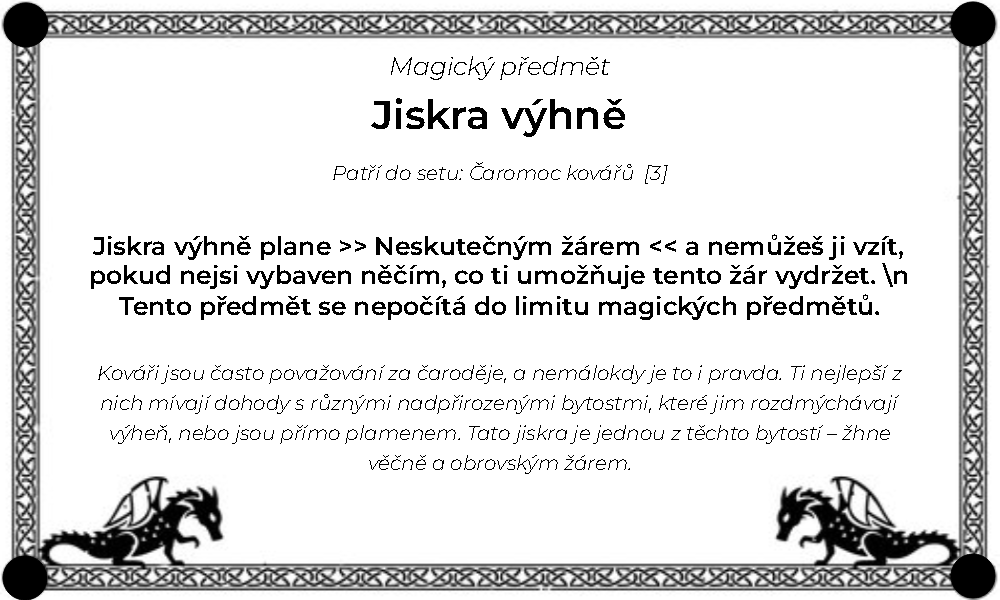 Magický předmět
Jiskra výhně
Patří do setu: Čaromoc kovářů [3]
Jiskra výhně plane >> Neskutečným žárem << a nemůžeš ji vzít,
pokud nejsi vybaven něčím, co ti umožňuje tento žár vydržet. \n
Tento předmět se nepočítá do limitu magických předmětů.
Kováři jsou často považování za čaroděje, a nemálokdy je to i pravda. Ti nejlepší z
nich mívají dohody s různými nadpřirozenými bytostmi, které jim rozdmýchávají
výheň, nebo jsou přímo plamenem. Tato jiskra je jednou z těchto bytostí – žhne
věčně a obrovským žárem.